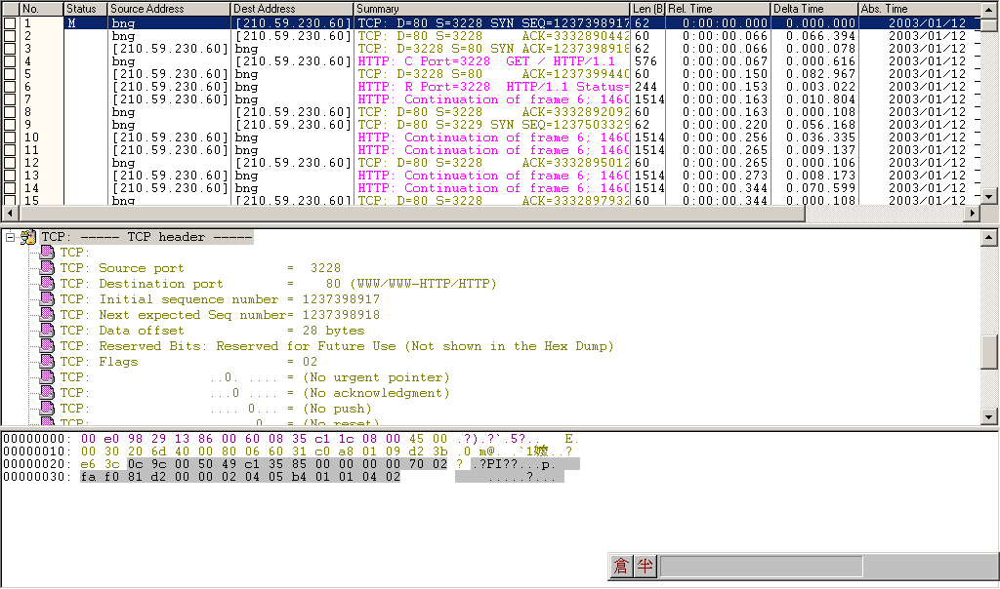 No. Status Source Address Dest Address Summary Len (B Rel. Time Delta Time Abs. Time
1 M bng [210.59.230.60] TCP: D=80 S=3228 SYN SEQ=1237398917 62 0:00:00.000 0.000.000 2003/01/12
2 bng [210.59.230.60] TCP: D=80 S=3228 ACK=3332890442 60 0:00:00.066 0.066.394 2003/01/12
3 [210.59.230.60] bng TCP: D=80 S=3228 SYN ACK=1237398918 62 0:00:00.066 0.000.078 2003/01/12
4 bng [210.59.230.60] HTTP: C Port=3228 GET / HTTP/1.1 576 0:00:00.067 0.000.616 2003/01/12
5 [210.59.230.60] bng TCP: D=3228 S=80 ACK=1237399440 60 0:00:00.150 0.082.967 2003/01/12
6 [210.59.230.60] bng HTTP: R Port=3228 HTTP/1.1 Status= 244 0:00:00.153 0.003.022 2003/01/12
7 [210.59.230.60] bng HTTP: Continuation of frame 6; 1460 1514 0:00:00.163 0.010.804 2003/01/12
8 bng [210.59.230.60] TCP: D=80 S=3228 ACK=3332892092 60 0:00:00.163 0.000.108 2003/01/12
9 bng [210.59.230.60] TCP: D=80 S=3229 SYN SEQ=1237503329 62 0:00:00.220 0.056.168 2003/01/12
10 [210.59.230.60] bng HTTP: Continuation of frame 6; 1460 1514 0:00:00.256 0.036.335 2003/01/12
11 [210.59.230.60] bng HTTP: Continuation of frame 6; 1460 1514 0:00:00.265 0.009.137 2003/01/12
12 bng [210.59.230.60] TCP: D=80 S=3228 ACK=3332895012 60 0:00:00.265 0.000.106 2003/01/12
13 [210.59.230.60] bng HTTP: Continuation of frame 6; 1460 1514 0:00:00.273 0.008.173 2003/01/12
14 [210.59.230.60] bng HTTP: Continuation of frame 6; 1460 1514 0:00:00.344 0.070.599 2003/01/12
15 bng [210.59.230.60] TCP: D=80 S=3228 ACK=3332897932 60 0:00:00.344 0.000.108 2003/01/12
TCP: ----- TCP header -----
TCP:
TCP: Source port = 3228
TCP: Destination port = 80 (WWW/WWW-HTTP/HTTP)
TCP: Initial sequence number = 1237398917
TCP: Next expected Seq number= 1237398918
TCP: Data offset = 28 bytes
TCP: Reserved Bits: Reserved for Future Use (Not shown in the Hex Dump)
TCP: Flags = 02
TCP: ..0. .... = (No urgent pointer)
TCP: ...0 .... = (No acknowledgment)
TCP: .... 0... = (No push)
TCP: .... .0.. = (No reset)
00000000: 00 e0 98 29 13 86 00 60 08 35 c1 1c 08 00 45 00 .?).?`.5?... E.
00000010: 00 30 20 6d 40 00 80 06 60 31 c0 a8 01 09 d2 3b .0 m@. .`1
00000020: e6 3c 0c 9c 00 50 49 c1 35 85 00 00 00 00 70 02 ? .?PI??...p.
00000030: fa f0 81 d2 00 00 02 04 05 b4 01 01 04 02 .....?...
倉 半